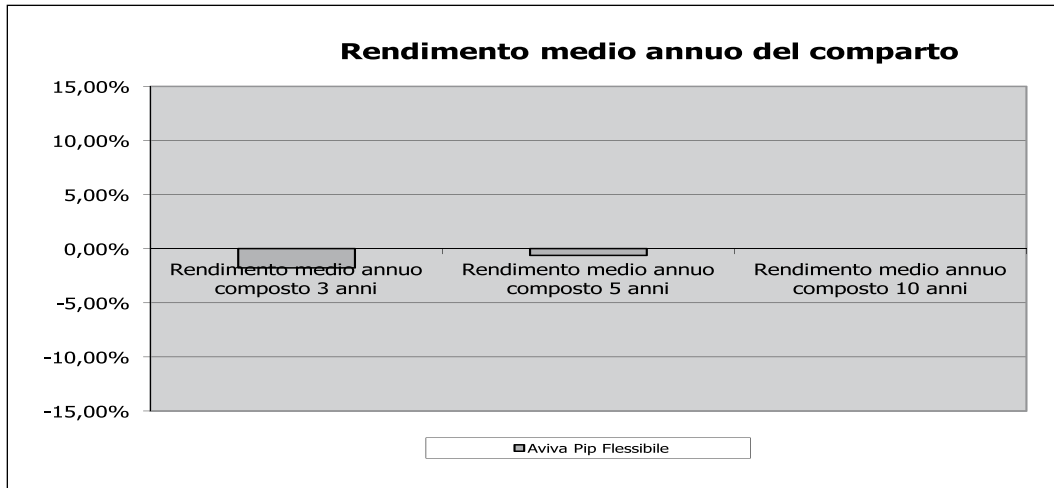 Rendimento medio annuo del comparto
15,00%
10,00%
5,00%
0,00%
-5,00%
-10,00%
-15,00%
Rendimento medio annuo
composto 3 anni
Rendimento medio annuo
composto 5 anni
Rendimento medio annuo
composto 10 anni
Aviva Pip Flessibile